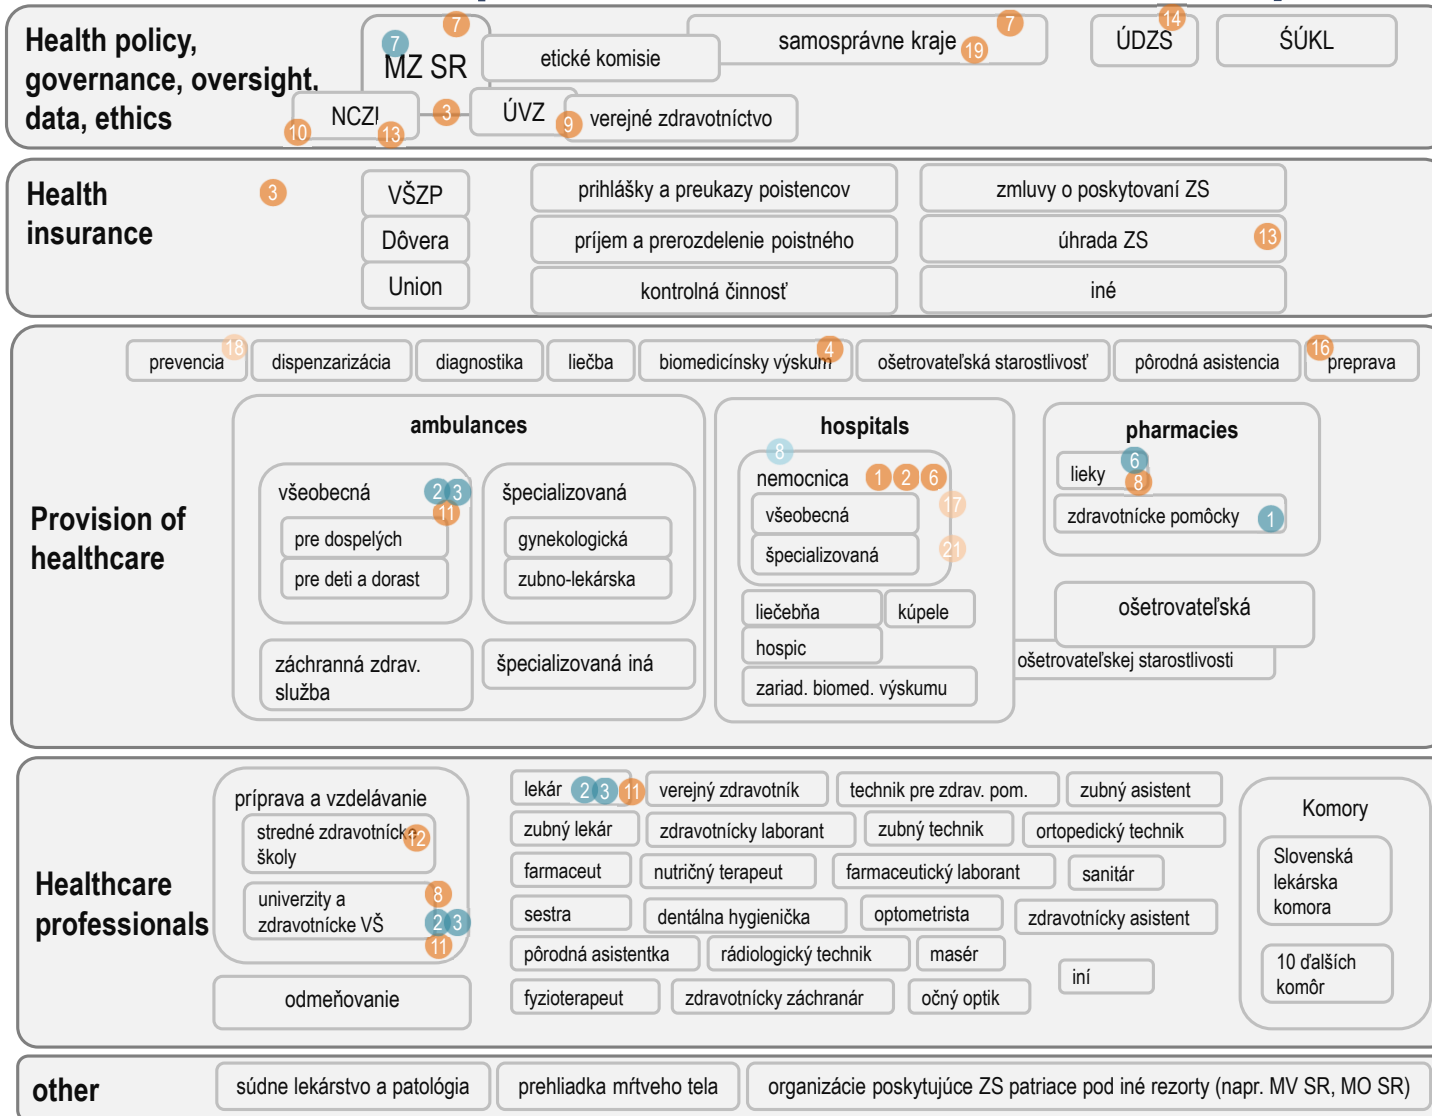 Health policy,
governance, oversight,
data, ethics
7
7
MZ SR
etické komisie
samosprávne kraje
7
19
14
ÚDZS
ŚÚKL
NCZI
10
13
3
ÚVZ
9
verejné zdravotníctvo
Health
insurance
3
VŠZP
Dôvera
Union
prihlášky a preukazy poistencov
zmluvy o poskytovaní ZS
príjem a prerozdelenie poistného
úhrada ZS
13
kontrolná činnosť
iné
Provision of
healthcare
prevencia
18
dispenzarizácia
diagnostika
liečba
biomedicínsky výskum
4
ošetrovateľská starostlivosť
pôrodná asistencia
16
preprava
ambulances
všeobecná
2
3
11
pre dospelých
pre deti a dorast
špecializovaná
gynekologická
zubno-lekárska
záchranná zdrav.
služba
špecializovaná iná
hospitals
8
nemocnica
1
2
6
všeobecná
17
špecializovaná
21
liečebňa
kúpele
hospic
zariad. biomed. výskumu
pharmacies
lieky
6
8
zdravotnícke pomôcky
1
ošetrovateľská
ošetrovateľskej starostlivosti
Healthcare
professionals
príprava a vzdelávanie
stredné zdravotnícke
školy
12
univerzity a
zdravotnícke VŠ
8
2
3
11
odmeňovanie
lekár
2
3
11
verejný zdravotník
technik pre zdrav. pom.
zubný asistent
zubný lekár
zdravotnícky laborant
zubný technik
ortopedický technik
farmaceut
nutričný terapeut
farmaceutický laborant
sanitár
sestra
dentálna hygienička
optometrista
zdravotnícky asistent
pôrodná asistentka
rádiologický technik
masér
iní
fyzioterapeut
zdravotnícky záchranár
očný optik
Komory
Slovenská
lekárska
komora
10 ďalších
komôr
other
súdne lekárstvo a patológia
prehliadka mŕtveho tela
organizácie poskytujúce ZS patriace pod iné rezorty (napr. MV SR, MO SR)